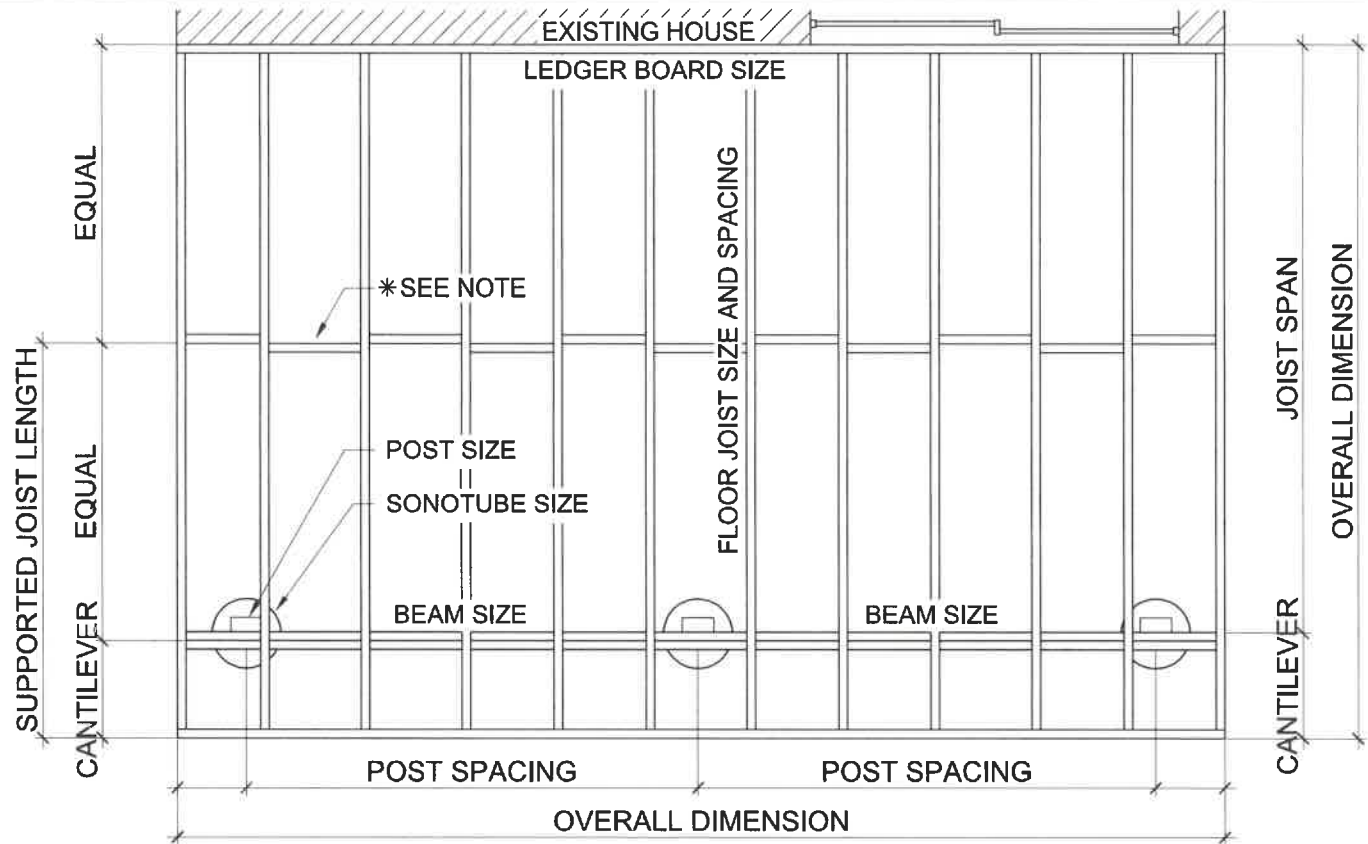 EXISTING HOUSE
LEDGER BOARD SIZE
EQUAL
*SEE NOTE
FLOOR JOIST SIZE AND SPACING
JOIST SPAN
OVERALL DIMENSION
SUPPORTED JOIST LENGTH
EQUAL
POST SIZE
SONOTUBE SIZE
BEAM SIZE
BEAM SIZE
CANTILEVER
CANTILEVER
POST SPACING
POST SPACING
OVERALL DIMENSION